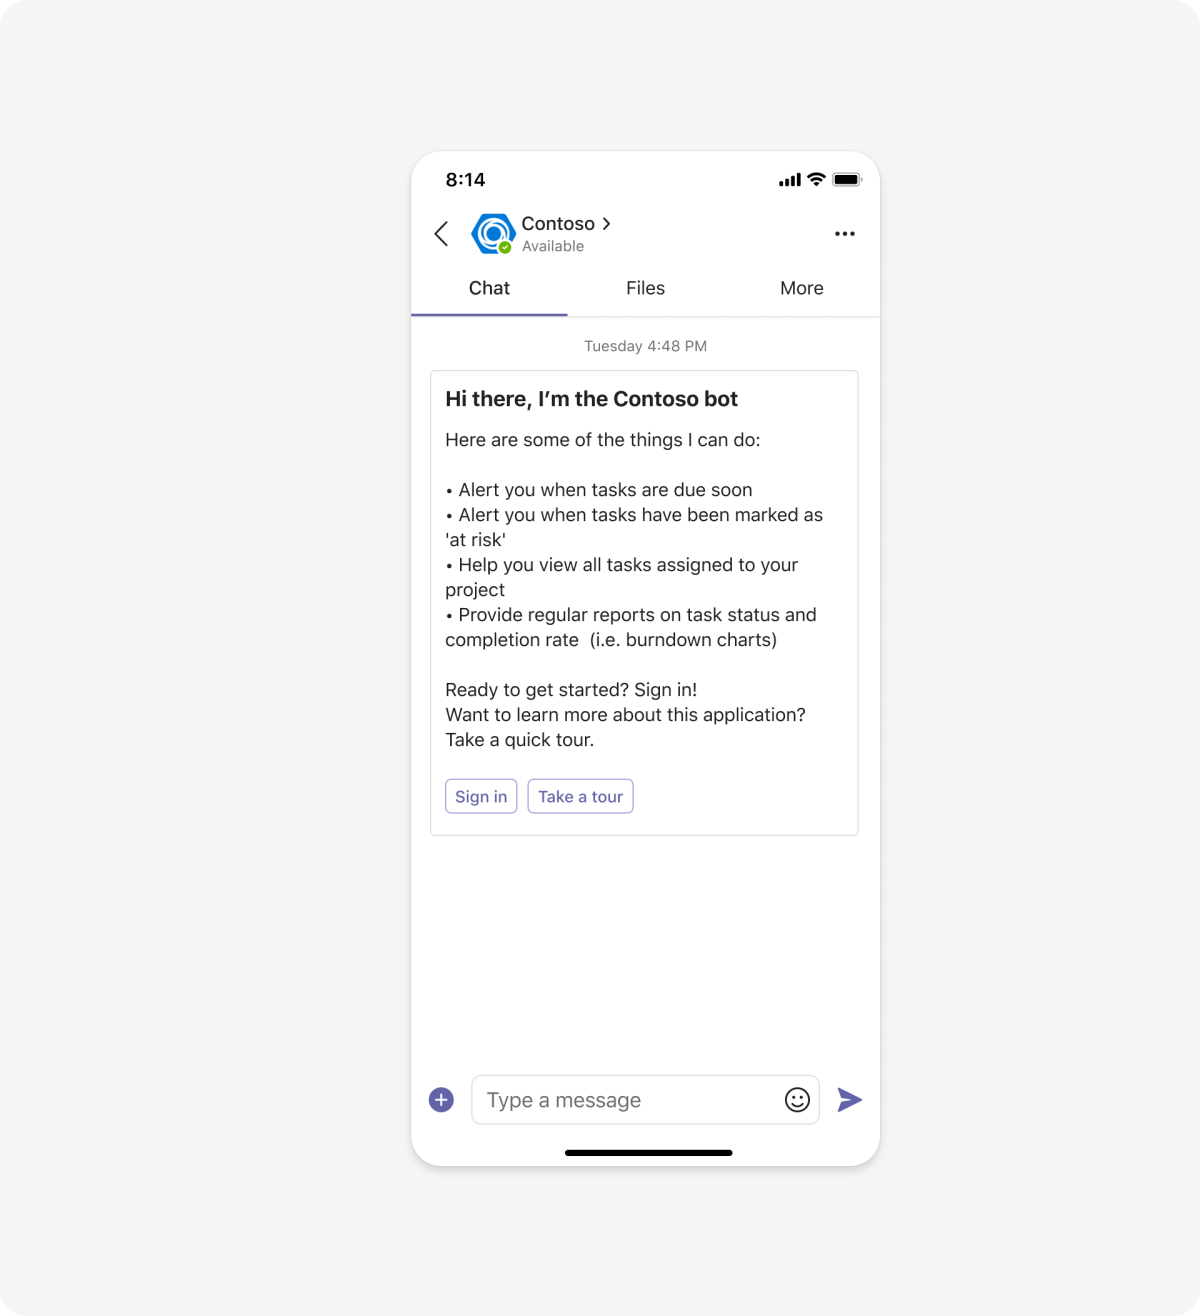 8:14
Contoso
Available
Chat Files More
Tuesday 4:48 PM
Hi there, I’m the Contoso bot
Here are some of the things I can do:
• Alert you when tasks are due soon
• Alert you when tasks have been marked as
'at risk'
• Help you view all tasks assigned to your
project
• Provide regular reports on task status and
completion rate  (i.e. burndown charts)
Ready to get started? Sign in!
Want to learn more about this application?
Take a quick tour.
Sign in Take a tour
Type a message